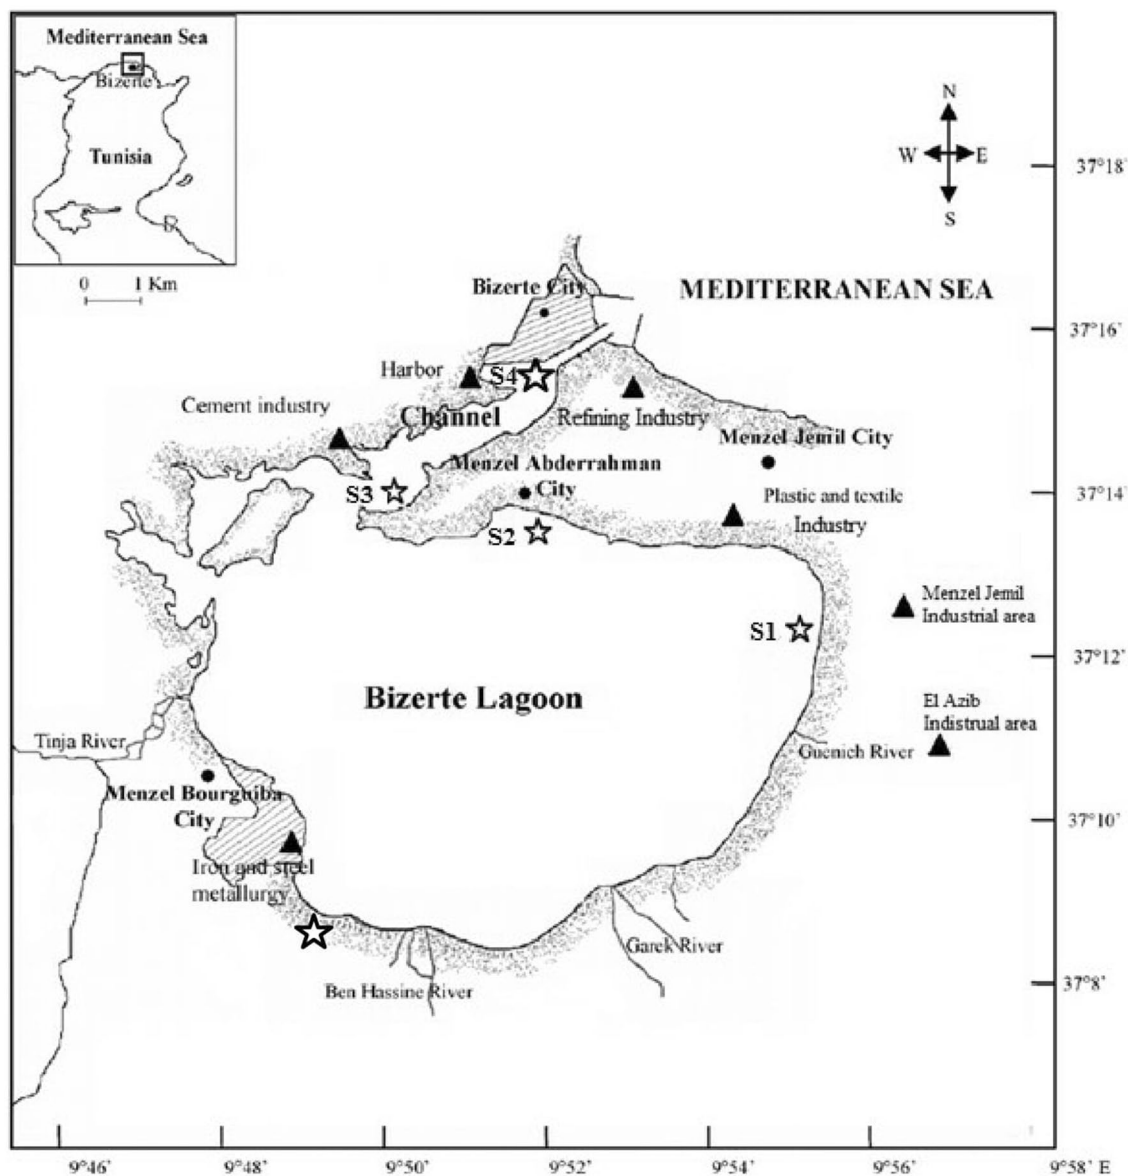 Mediterranean Sea
Bizerte
Tunisia
0 1 Km
N
W E
S
37°18'
Bizerte City
MEDITERRANEAN SEA
37°16'
Harbor
S4
Cement industry
Channel
Refining Industry
Menzel Jemil City
Menzel Abderrahman
City
S3
37°14'
Plastic and textile
Industry
S2
Menzel Jemil
Industrial area
S1
37°12'
Bizerte Lagoon
El Azib
Indistrual area
Tinja River
Guenich River
Menzel Bourguiba
City
37°10'
Iron and steel
metallurgy
Garek River
Ben Hassine River
37°8'
9°46' 9°48' 9°50' 9°52' 9°54' 9°56' 9°58' E